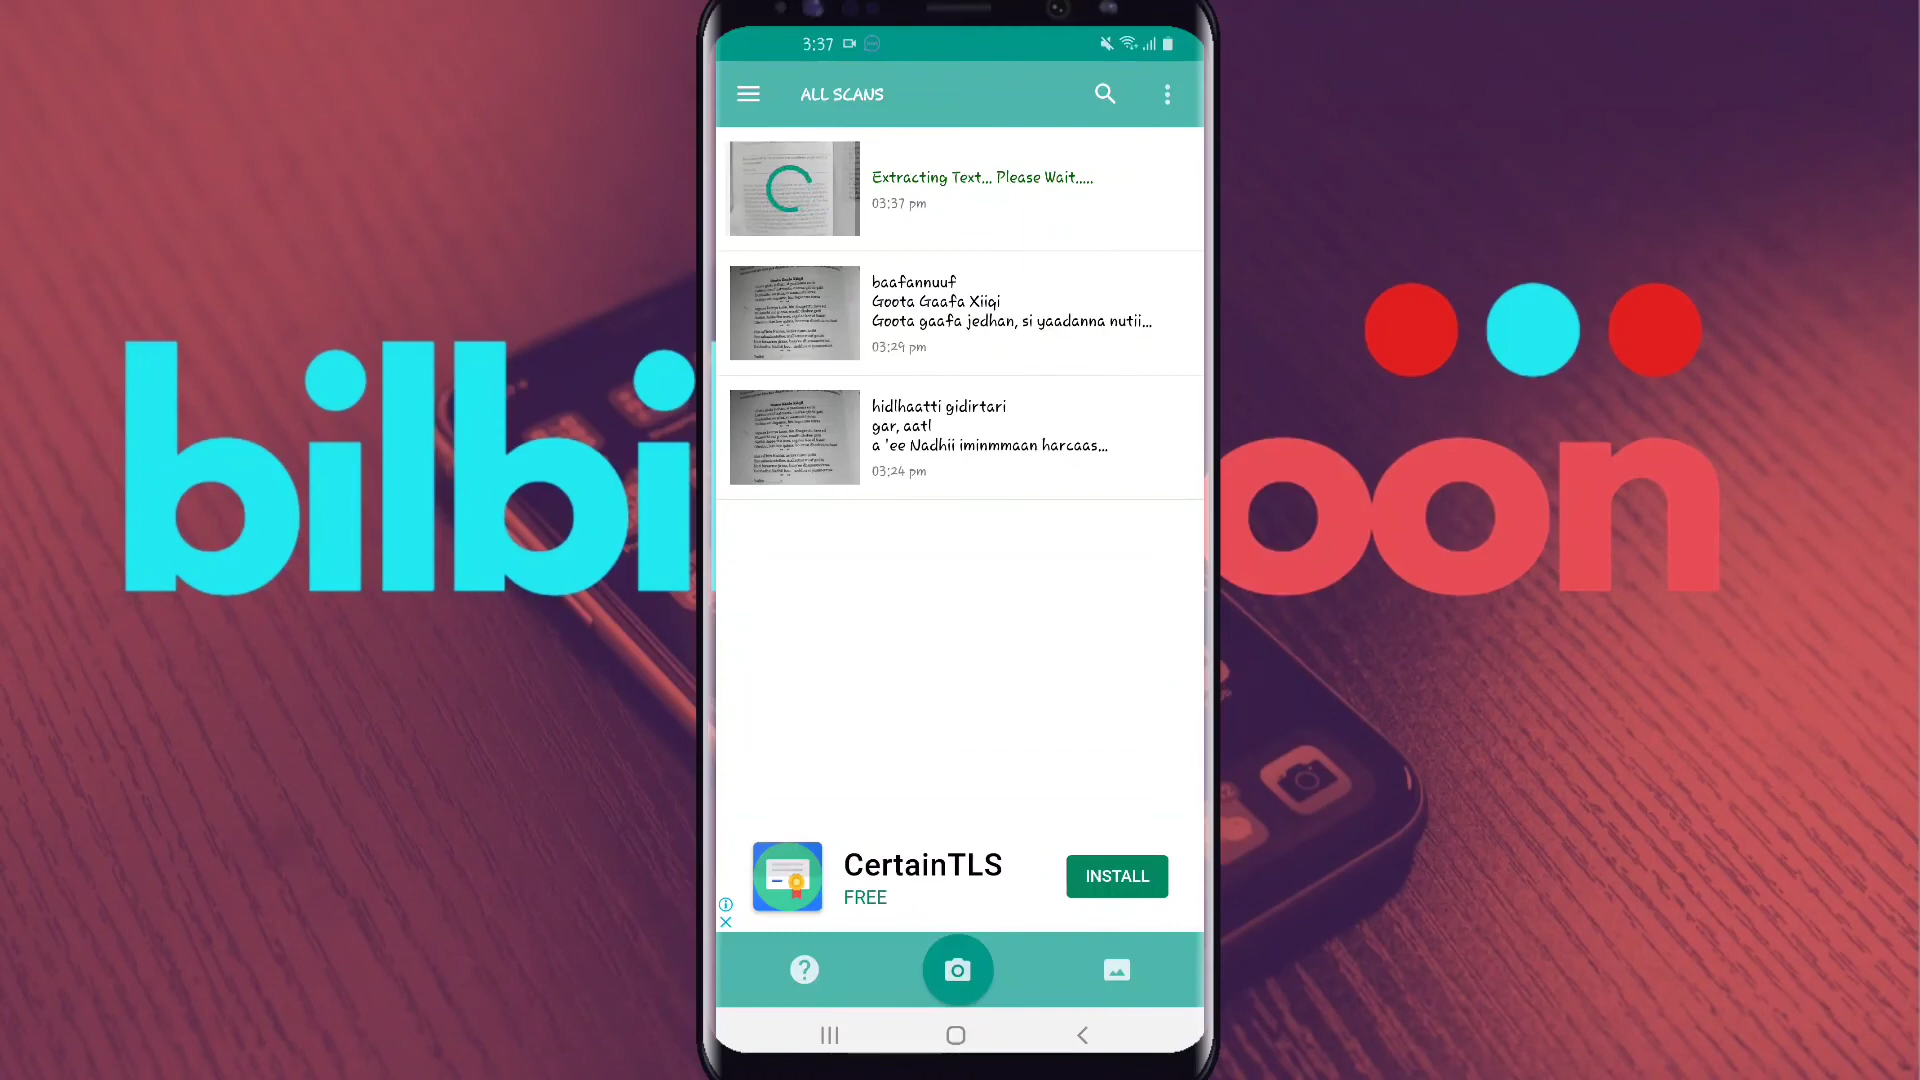 3:37
ALL SCANS
Extracting Text... Please Wait.....
03:37 pm
baafannuuf
Goota Gaafa Xiiqi
Goota gaafa jedhan, si yaadanna nutii...
03:29 pm
hidlhaatti gidirtari
gar, aatl
a 'ee Nadhii iminmmaan harcaas...
03:24 pm
bilbi
oon
CertainTLS
FREE
INSTALL